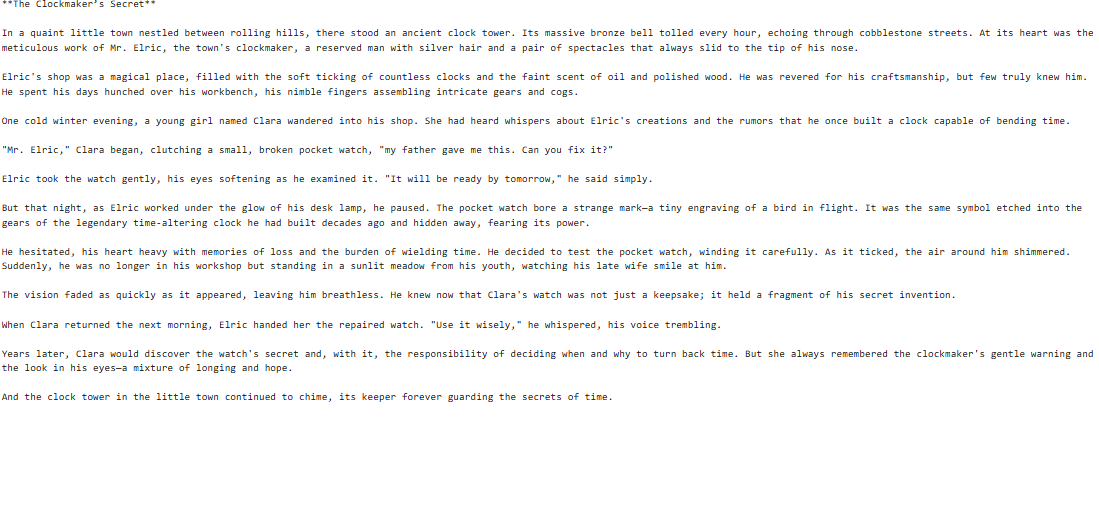 **The Clockmaker's Secret**
In a quaint little town nestled between rolling hills, there stood an ancient clock tower. Its massive bronze bell tolled every hour, echoing through cobblestone streets. At its heart was the
meticulous work of Mr. Elric, the town's clockmaker, a reserved man with silver hair and a pair of spectacles that always slid to the tip of his nose.
Elric's shop was a magical place, filled with the soft ticking of countless clocks and the faint scent of oil and polished wood. He was revered for his craftsmanship, but few truly knew him.
He spent his days hunched over his workbench, his nimble fingers assembling intricate gears and cogs.
One cold winter evening, a young girl named Clara wandered into his shop. She had heard whispers about Elric's creations and the rumors that he once built a clock capable of bending time.
"Mr. Elric," Clara began, clutching a small, broken pocket watch, "my father gave me this. Can you fix it?"
Elric took the watch gently, his eyes softening as he examined it. "It will be ready by tomorrow," he said simply.
But that night, as Elric worked under the glow of his desk lamp, he paused. The pocket watch bore a strange mark—a tiny engraving of a bird in flight. It was the same symbol etched into the
gears of the legendary time-altering clock he had built decades ago and hidden away, fearing its power.
He hesitated, his heart heavy with memories of loss and the burden of wielding time. He decided to test the pocket watch, winding it carefully. As it ticked, the air around him shimmered.
Suddenly, he was no longer in his workshop but standing in a sunlit meadow from his youth, watching his late wife smile at him.
The vision faded as quickly as it appeared, leaving him breathless. He knew now that Clara's watch was not just a keepsake; it held a fragment of his secret invention.
When Clara returned the next morning, Elric handed her the repaired watch. "Use it wisely," he whispered, his voice trembling.
Years later, Clara would discover the watch's secret and, with it, the responsibility of deciding when and why to turn back time. But she always remembered the clockmaker's gentle warning and
the look in his eyes—a mixture of longing and hope.
And the clock tower in the little town continued to chime, its keeper forever guarding the secrets of time.